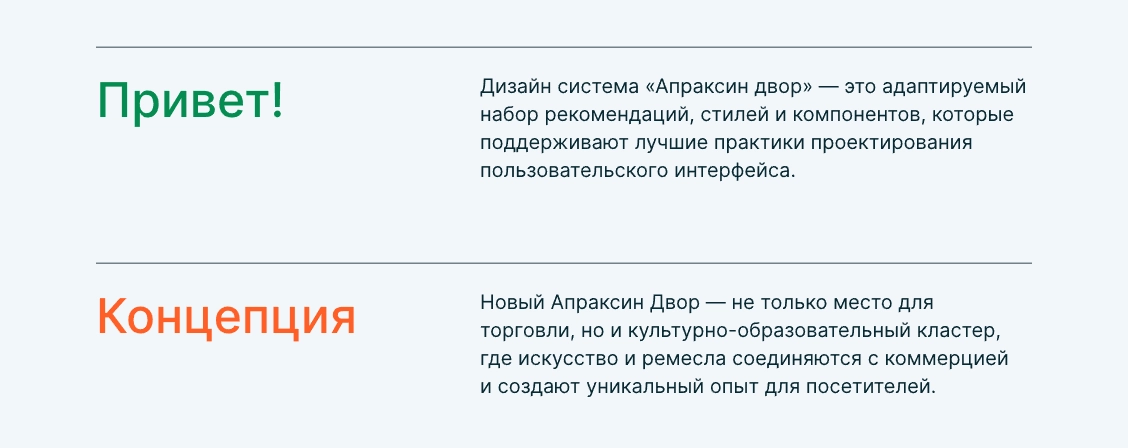 Привет!
Дизайн система «Апраксин двор» — это адаптируемый
набор рекомендаций, стилей и компонентов, которые
поддерживают лучшие практики проектирования
пользовательского интерфейса.
Концепция
Новый Апраксин Двор — не только место для
торговли, но и культурно-образовательный кластер,
где искусство и ремесла соединяются с коммерцией
и создают уникальный опыт для посетителей.